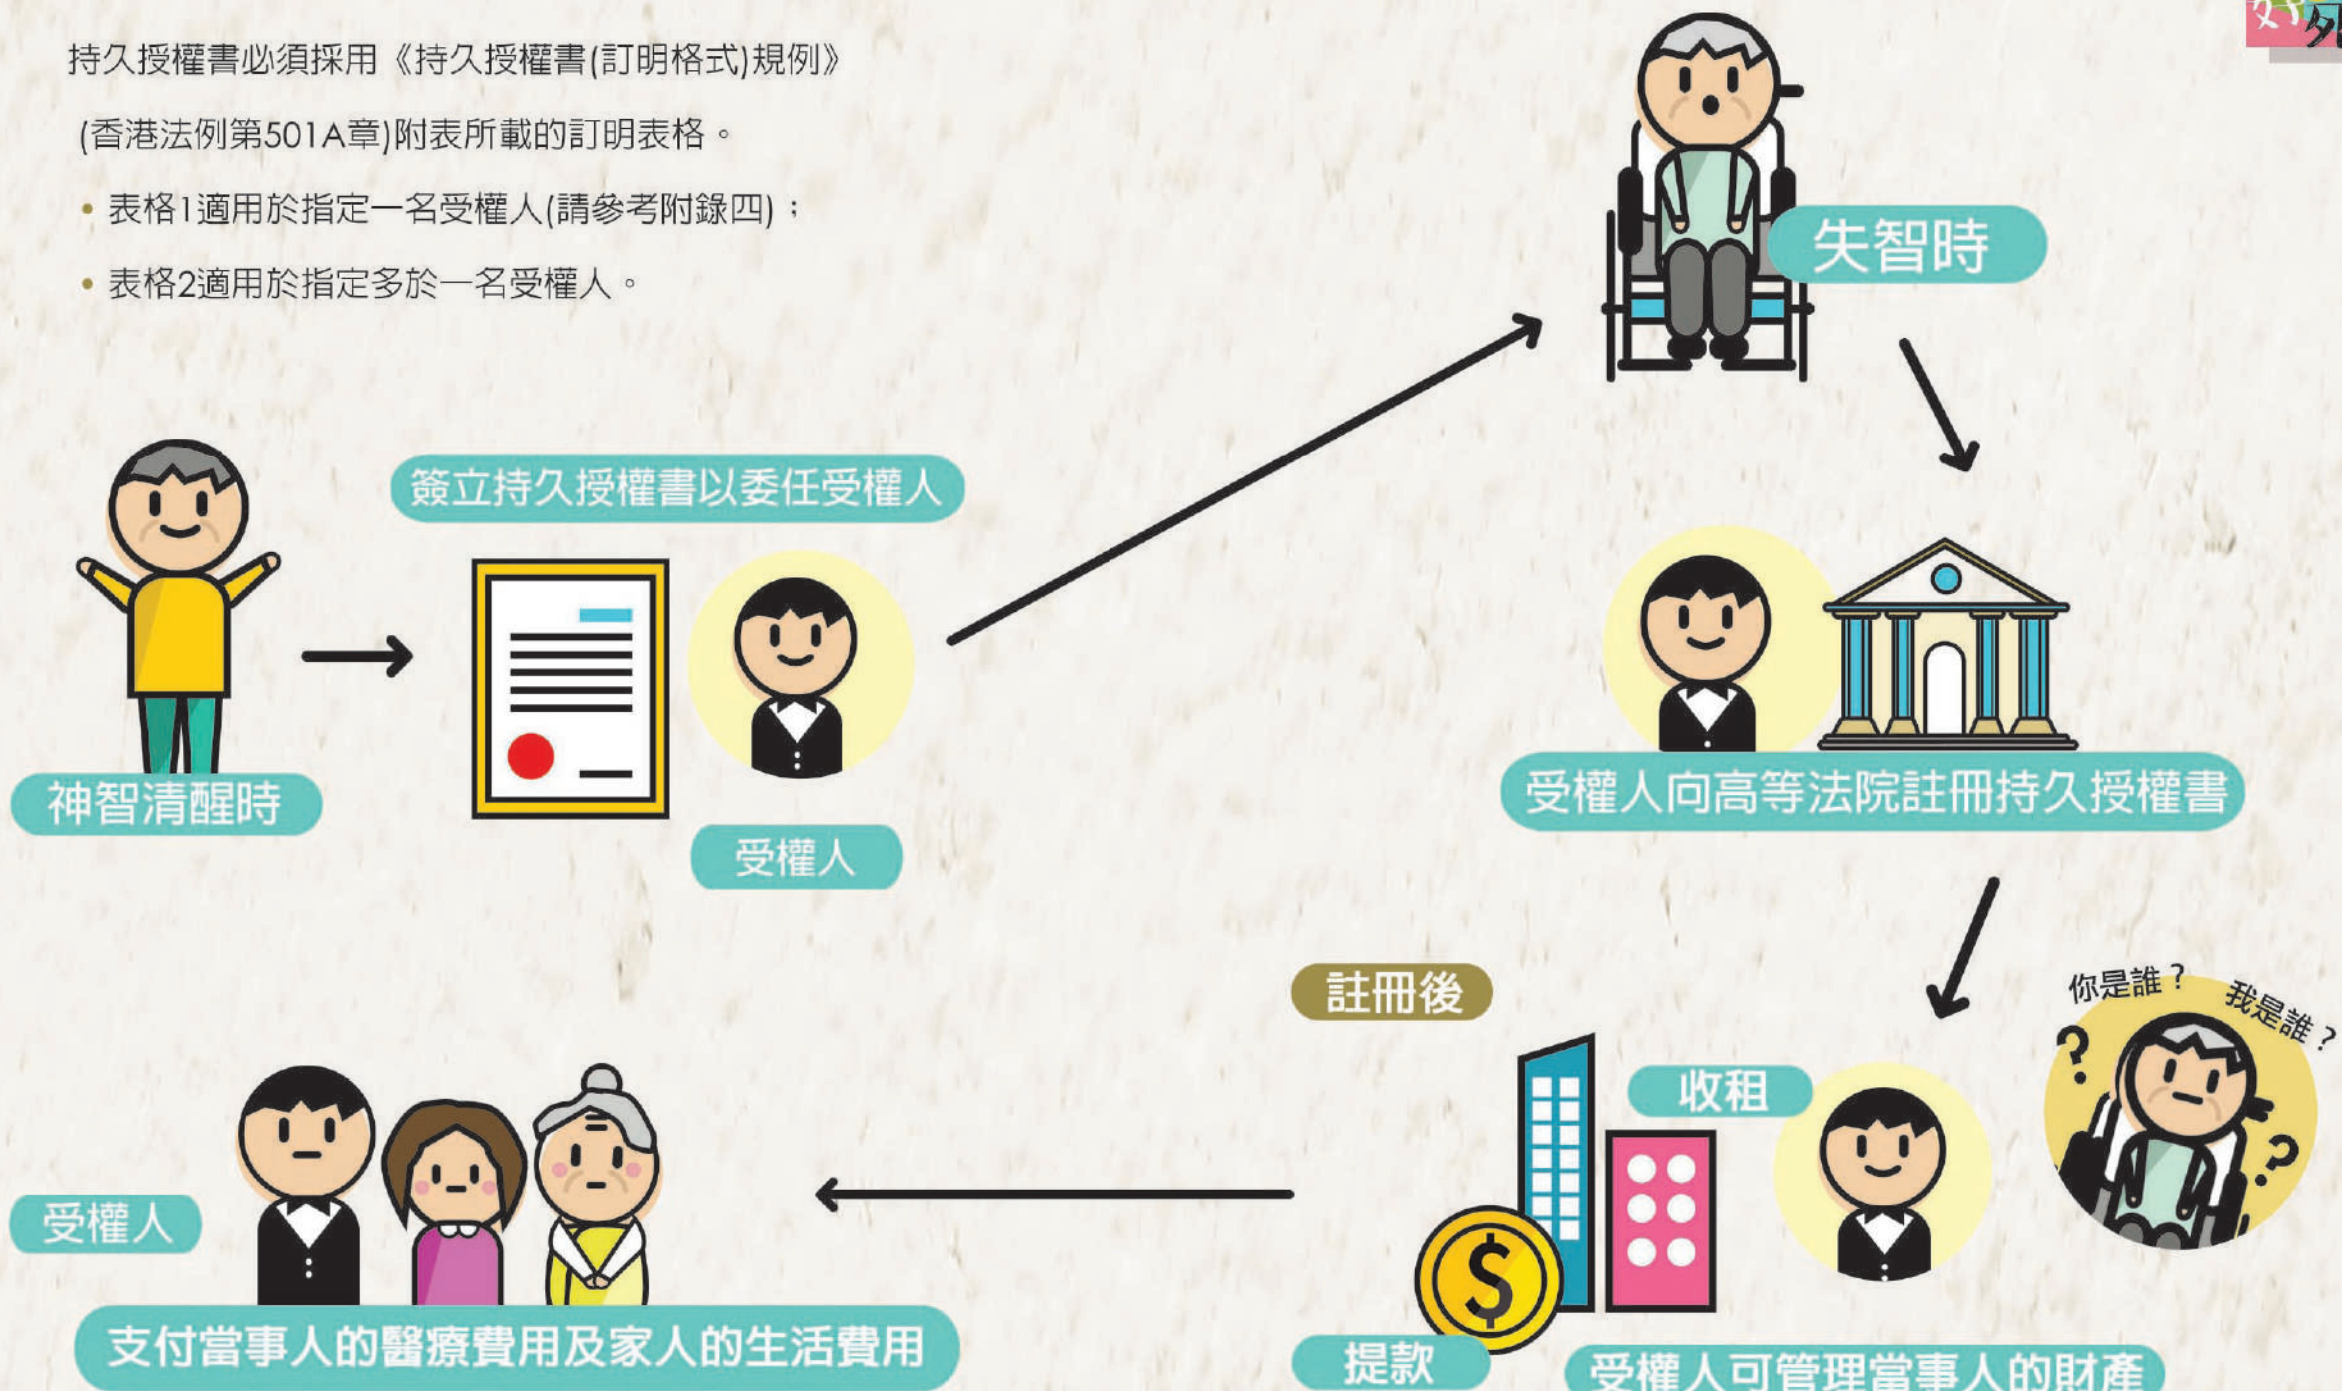 持久授權書必須採用《持久授權書(訂明格式)規例》
(香港法例第501A章)附表所載的訂明表格。
• 表格1適用於指定一名受權人(請參考附錄四)；
• 表格2適用於指定多於一名受權人。
失智時
簽立持久授權書以委任受權人
神智清醒時
受權人
受權人向高等法院註冊持久授權書
註冊後
你是誰？
我是誰？
收租
受權人
提款
受權人可管理當事人的財產
支付當事人的醫療費用及家人的生活費用